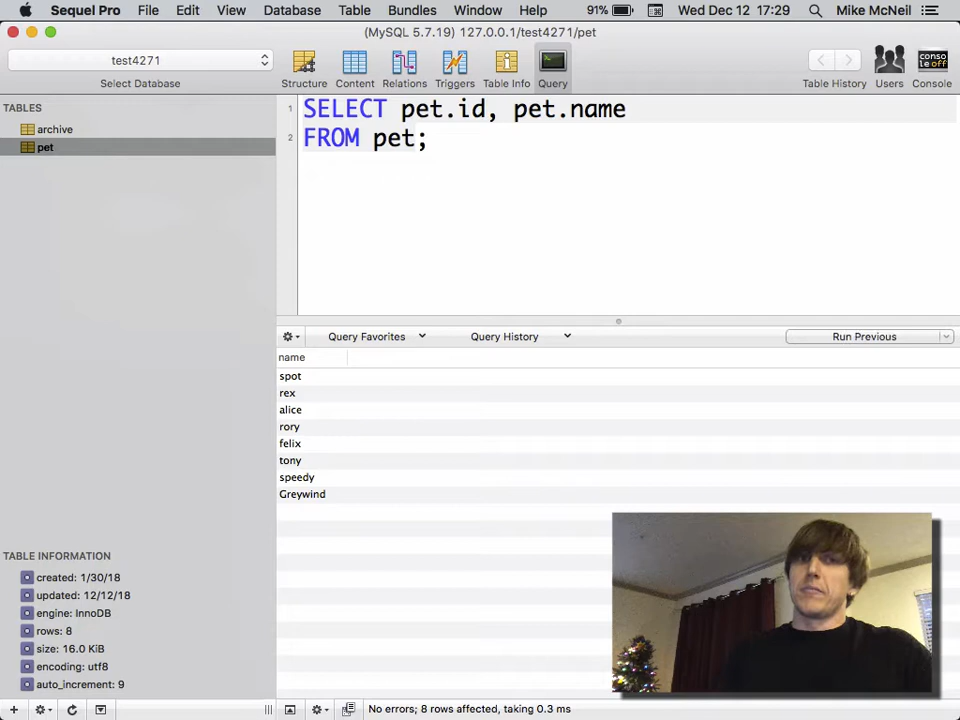 Sequel Pro File Edit View Database Table Bundles Window Help 91% Wed Dec 12 17:29 Mike McNeil
(MySQL 5.7.19) 127.0.0.1/test4271/pet
test4271
Select Database
Structure Content Relations Triggers Table Info Query
Table History Users Console
conso
le off
TABLES
archive
pet
1 SELECT pet.id, pet.name
2 FROM pet;
Query Favorites Query History Run Previous
name
spot
rex
alice
rory
felix
tony
speedy
Greywind
TABLE INFORMATION
created: 1/30/18
updated: 12/12/18
engine: InnoDB
rows: 8
size: 16.0 KiB
encoding: utf8
auto_increment: 9
No errors; 8 rows affected, taking 0.3 ms